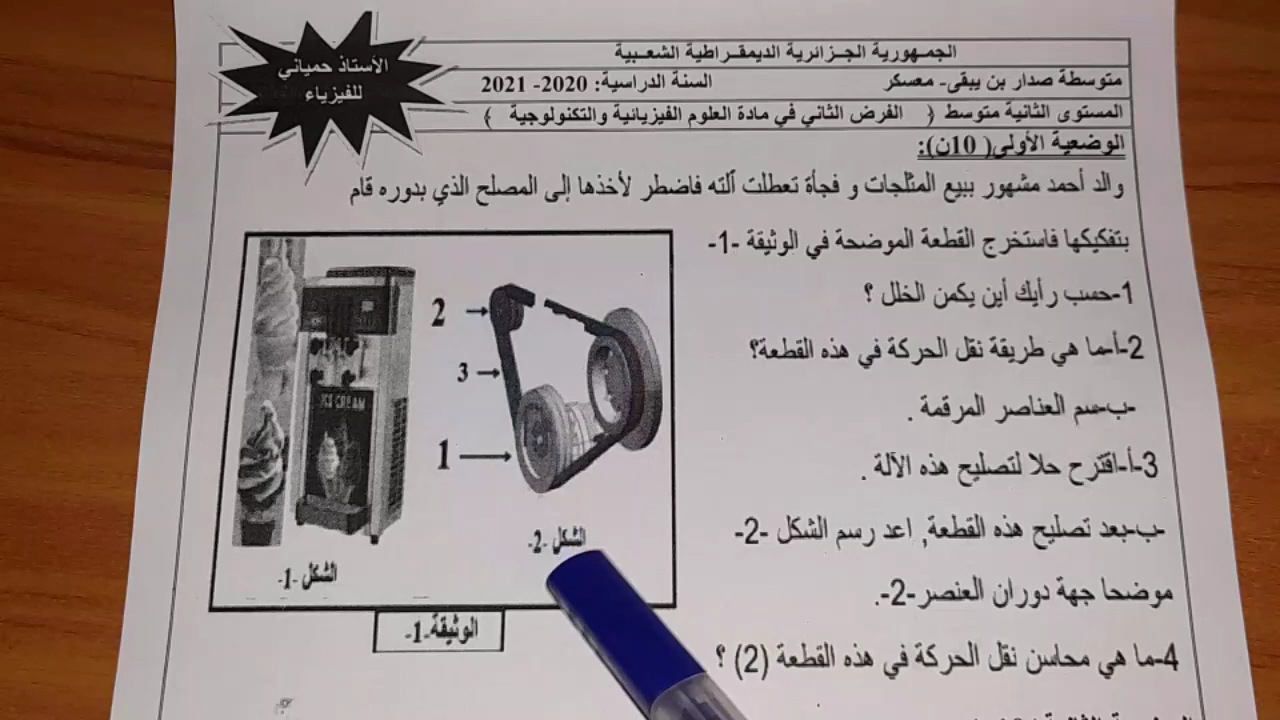 الأستاذ حمياني
للفيزياء
الجمـهورية الجـزائرية الديمقـراطية الشعـبية
متوسطة صدار بن يبقى- معسكر
السنة الدراسية: 2020- 2021
المستوى الثانية متوسط ( الفرض الثاني في مادة العلوم الفيزيائية والتكنولوجية )
الوضعية الأولى( 10ن):
والد أحمد مشهور ببيع المثلجات و فجأة تعطلت آلته فاضطر لأخذها إلى المصلح الذي بدوره قام
بتفكيكها فاستخرج القطعة الموضحة في الوثيقة -1-
1-حسب رأيك أين يكمن الخلل ؟
2-أ-ما هي طريقة نقل الحركة في هذه القطعة؟
-ب-سم العناصر المرقمة .
3-أ-اقترح حلا لتصليح هذه الآلة .
-ب-بعد تصليح هذه القطعة, اعد رسم الشكل -2-
موضحا جهة دوران العنصر-2-.
4-ما هي محاسن نقل الحركة في هذه القطعة (2) ؟
2
3
1
ICE CREAM
الشكل -2-
الشكل -1-
الوثيقة-1-